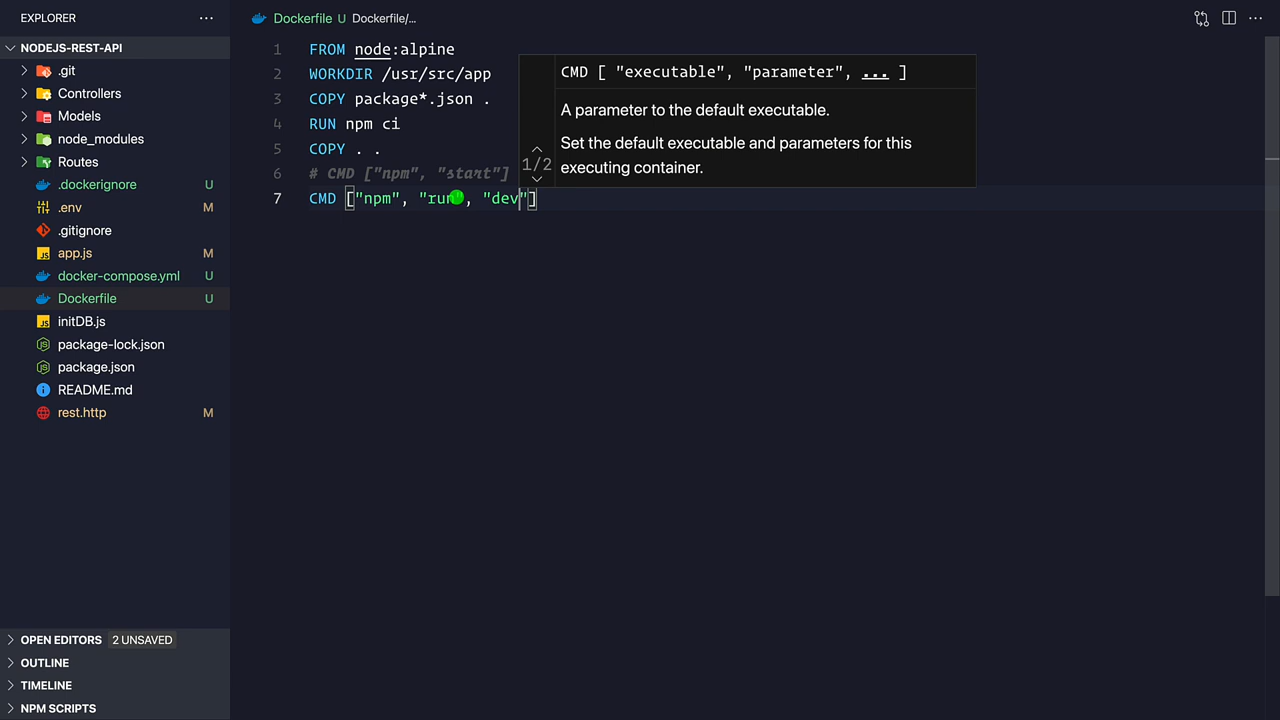 EXPLORER
NODEJS-REST-API
.git
Controllers
Models
node_modules
Routes
.dockerignore U
.env M
.gitignore
app.js M
docker-compose.yml U
Dockerfile U
initDB.js
package-lock.json
package.json
README.md
rest.http M
OPEN EDITORS 2 UNSAVED
OUTLINE
TIMELINE
NPM SCRIPTS
Dockerfile U Dockerfile/...
1 FROM node:alpine
2 WORKDIR /usr/src/app
3 COPY package*.json .
4 RUN npm ci
5 COPY . .
6 # CMD ["npm", "start"]
7 CMD ["npm", "run", "dev"]
CMD [ "executable", "parameter", ... ]
A parameter to the default executable.
Set the default executable and parameters for this
executing container.
1/2